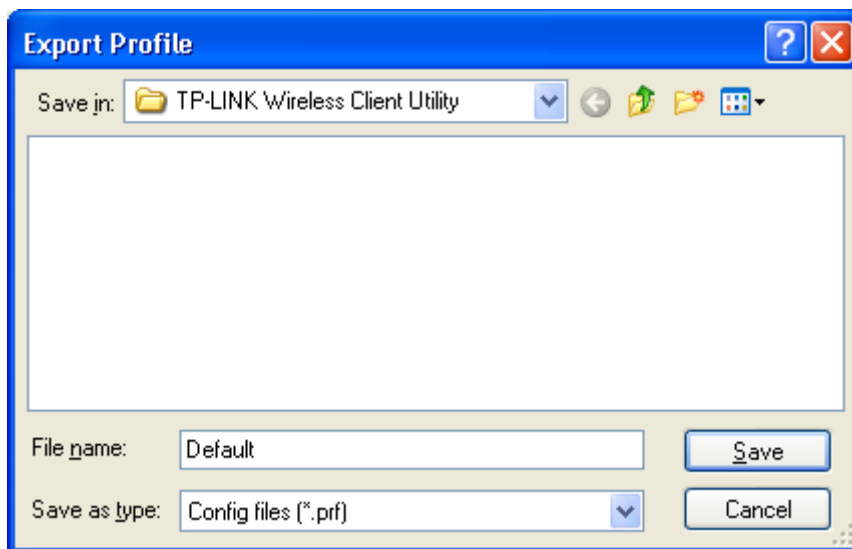 Export Profile
Save in: TP-LINK Wireless Client Utility
File name: Default
Save
Save as type: Config files (*.prf)
Cancel